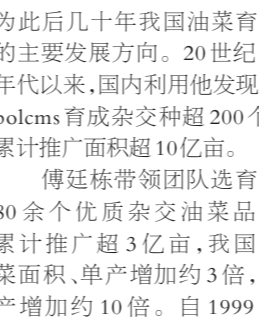 为此后几十年我国油菜育
的主要发展方向。20世纪
年代以来，国内利用他发现
polcms育成杂交种超200个
累计推广面积超10亿亩。
傅廷栋带领团队选育
80余个优质杂交油菜品
累计推广超3亿亩，我国
菜面积、单产增加约3倍，
产增加约10倍。自1999